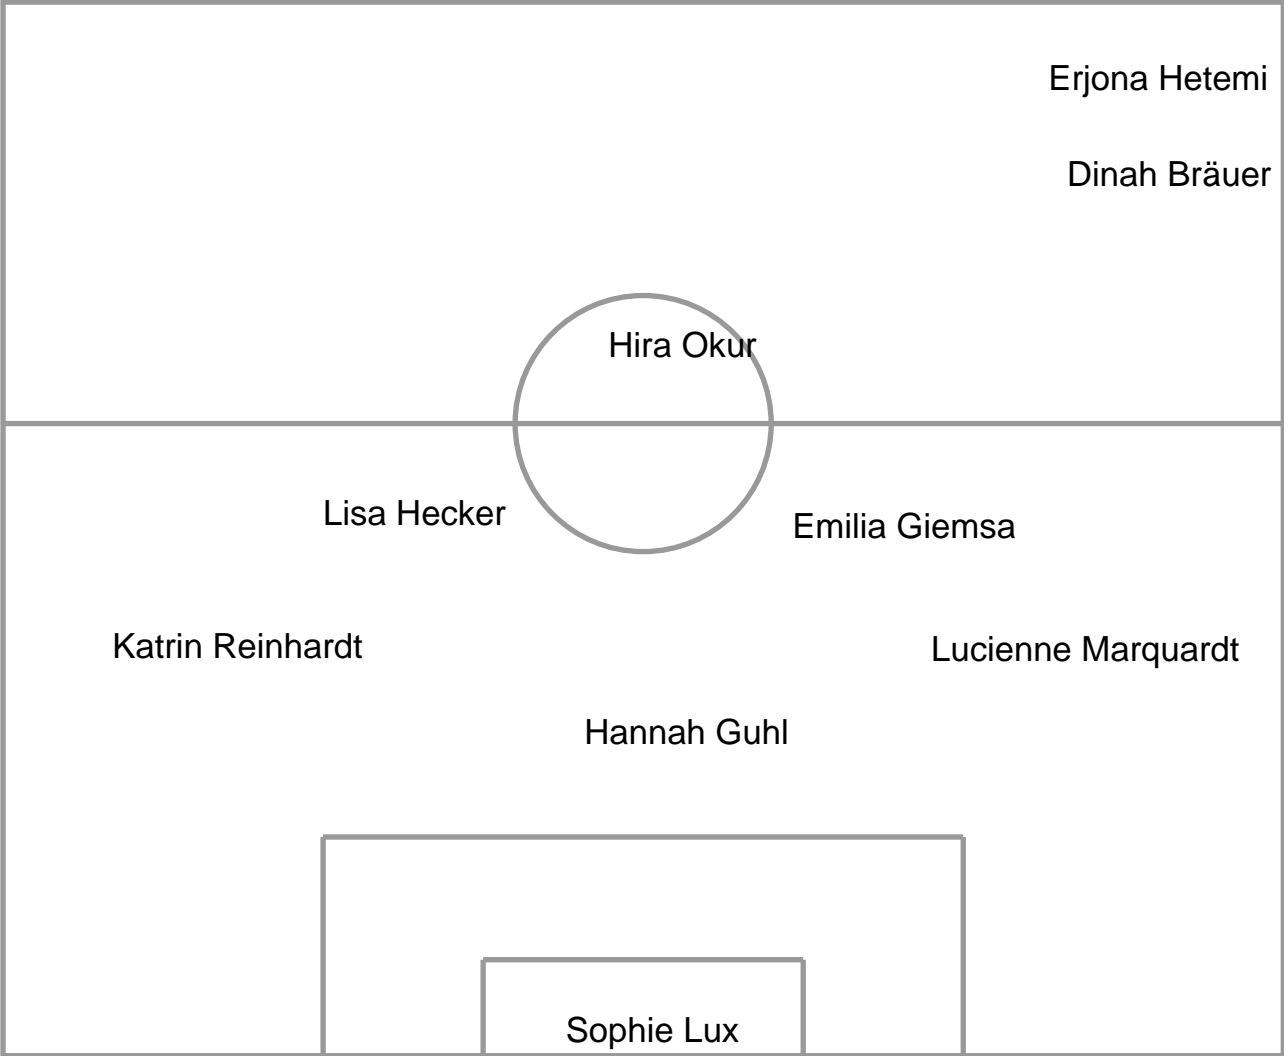 Erjona Hetemi
Dinah Bräuer
Hira Okur
Lisa Hecker
Emilia Giemsa
Katrin Reinhardt
Lucienne Marquardt
Hannah Guhl
Sophie Lux